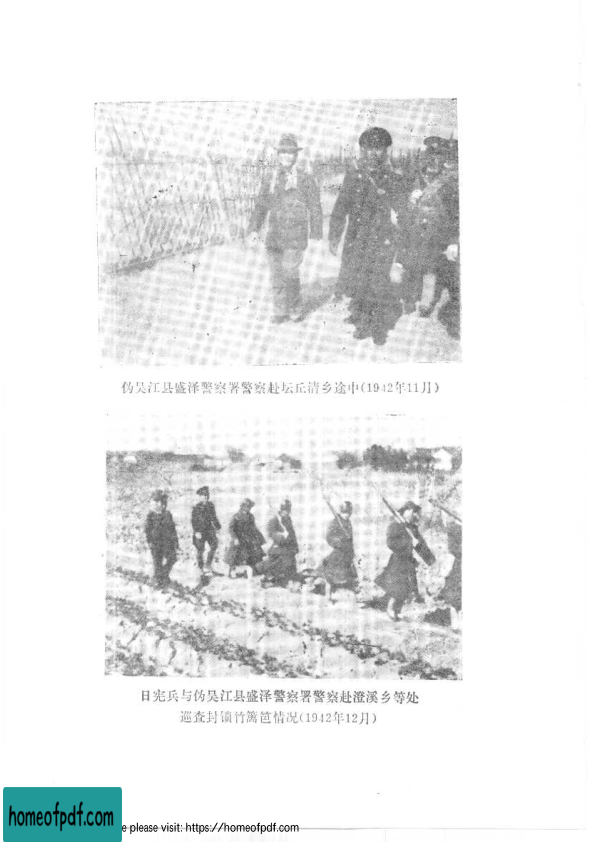 伪吴江县盛泽警察署警察赴坛丘清乡途中(1942年11月)
日宪兵与伪吴江县盛泽警察署警察赴澄溪乡等处
巡查封锁竹篱笆情况(1942年12月)
homeofpdf.com
e please visit: https://homeofpdf.com